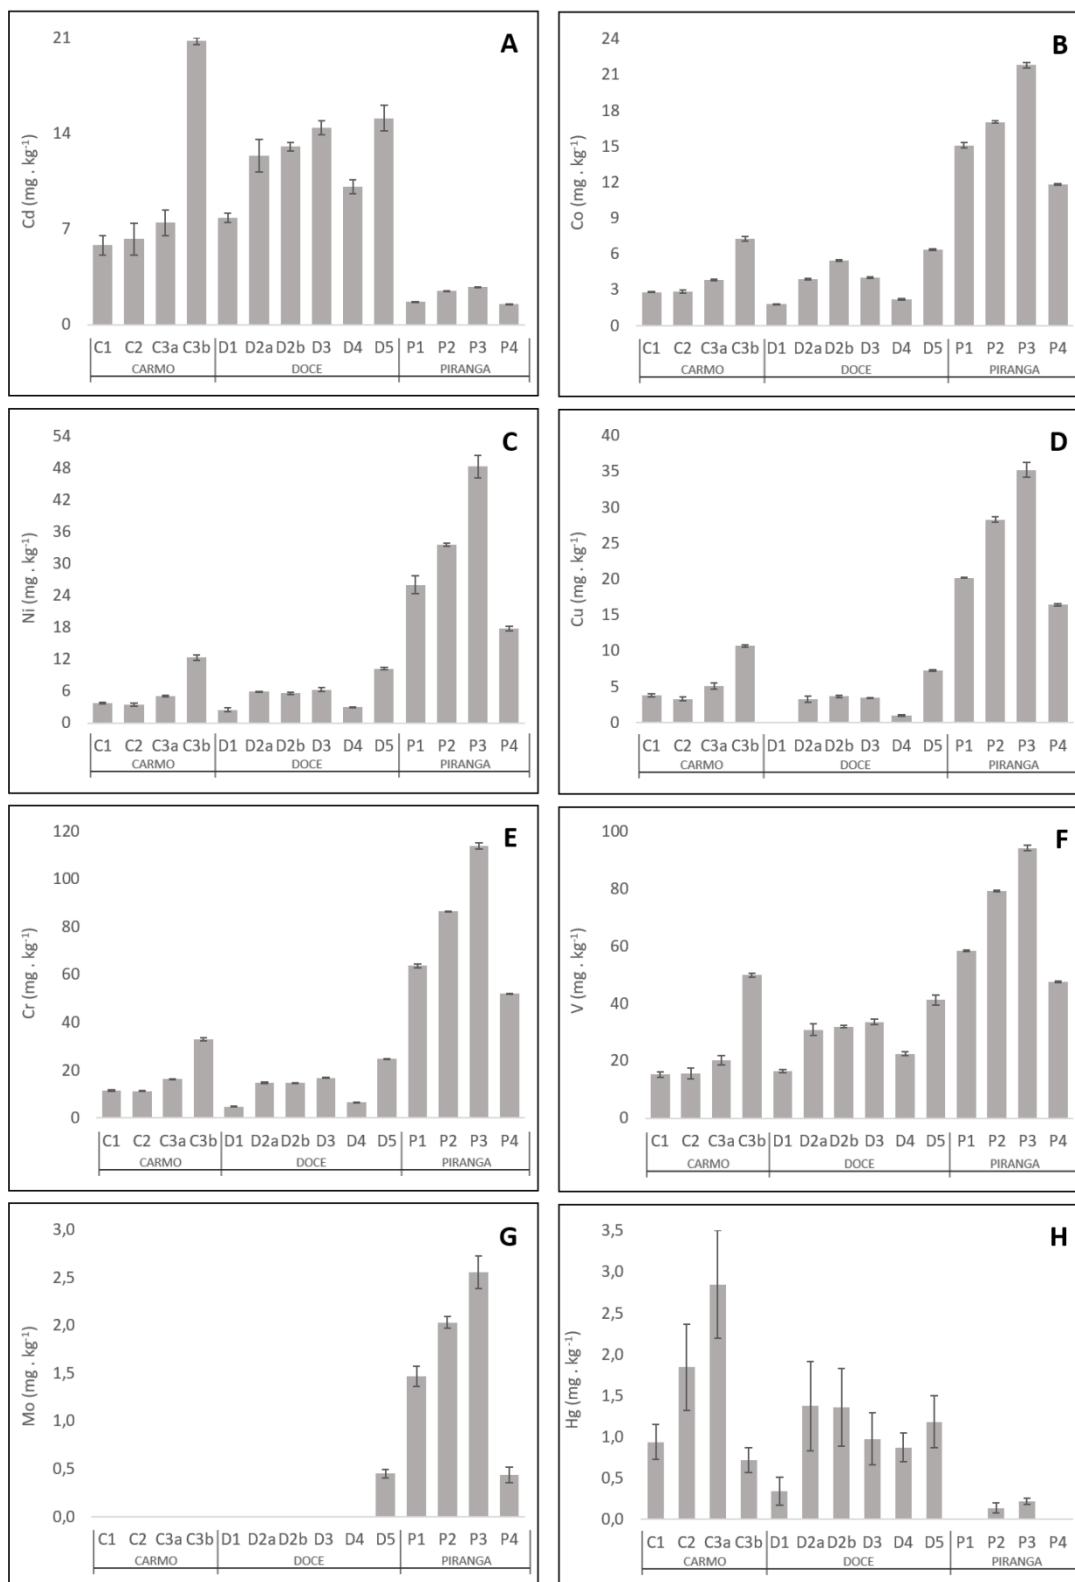 A
Cd (mg . kg-1)
21
14
7
0
C1 C2 C3a C3b D1 D2a D2b D3 D4 D5 P1 P2 P3 P4
CARMO DOCE PIRANGA
B
Co (mg . kg-1)
24
21
18
15
12
9
6
3
0
C1 C2 C3a C3b D1 D2a D2b D3 D4 D5 P1 P2 P3 P4
CARMO DOCE PIRANGA
C
Ni (mg . kg-1)
54
48
42
36
30
24
18
12
6
0
C1 C2 C3a C3b D1 D2a D2b D3 D4 D5 P1 P2 P3 P4
CARMO DOCE PIRANGA
D
Cu (mg . kg-1)
40
35
30
25
20
15
10
5
0
C1 C2 C3a C3b D1 D2a D2b D3 D4 D5 P1 P2 P3 P4
CARMO DOCE PIRANGA
E
Cr (mg . kg-1)
120
100
80
60
40
20
0
C1 C2 C3a C3b D1 D2a D2b D3 D4 D5 P1 P2 P3 P4
CARMO DOCE PIRANGA
F
V (mg . kg-1)
100
80
60
40
20
0
C1 C2 C3a C3b D1 D2a D2b D3 D4 D5 P1 P2 P3 P4
CARMO DOCE PIRANGA
G
Mo (mg . kg-1)
3,0
2,5
2,0
1,5
1,0
0,5
0,0
C1 C2 C3a C3b D1 D2a D2b D3 D4 D5 P1 P2 P3 P4
CARMO DOCE PIRANGA
H
Hg (mg . kg-1)
3,5
3,0
2,5
2,0
1,5
1,0
0,5
0,0
C1 C2 C3a C3b D1 D2a D2b D3 D4 D5 P1 P2 P3 P4
CARMO DOCE PIRANGA